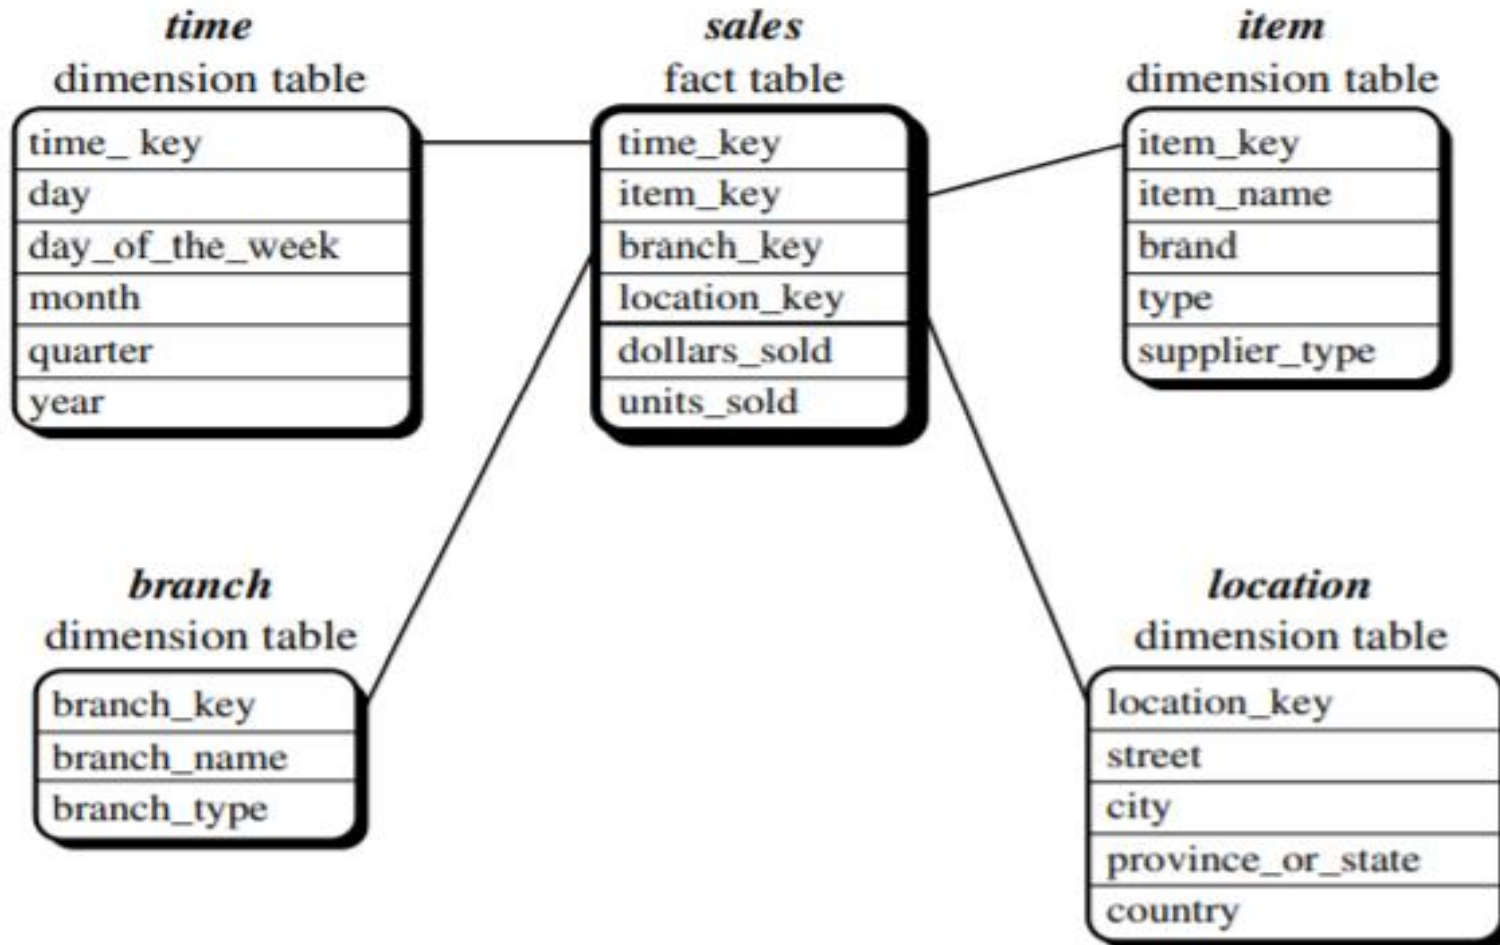 time
dimension table
time_ key
day
day_of_the_week
month
quarter
year
sales
fact table
time_key
item_key
branch_key
location_key
dollars_sold
units_sold
item
dimension table
item_key
item_name
brand
type
supplier_type
branch
dimension table
branch_key
branch_name
branch_type
location
dimension table
location_key
street
city
province_or_state
country